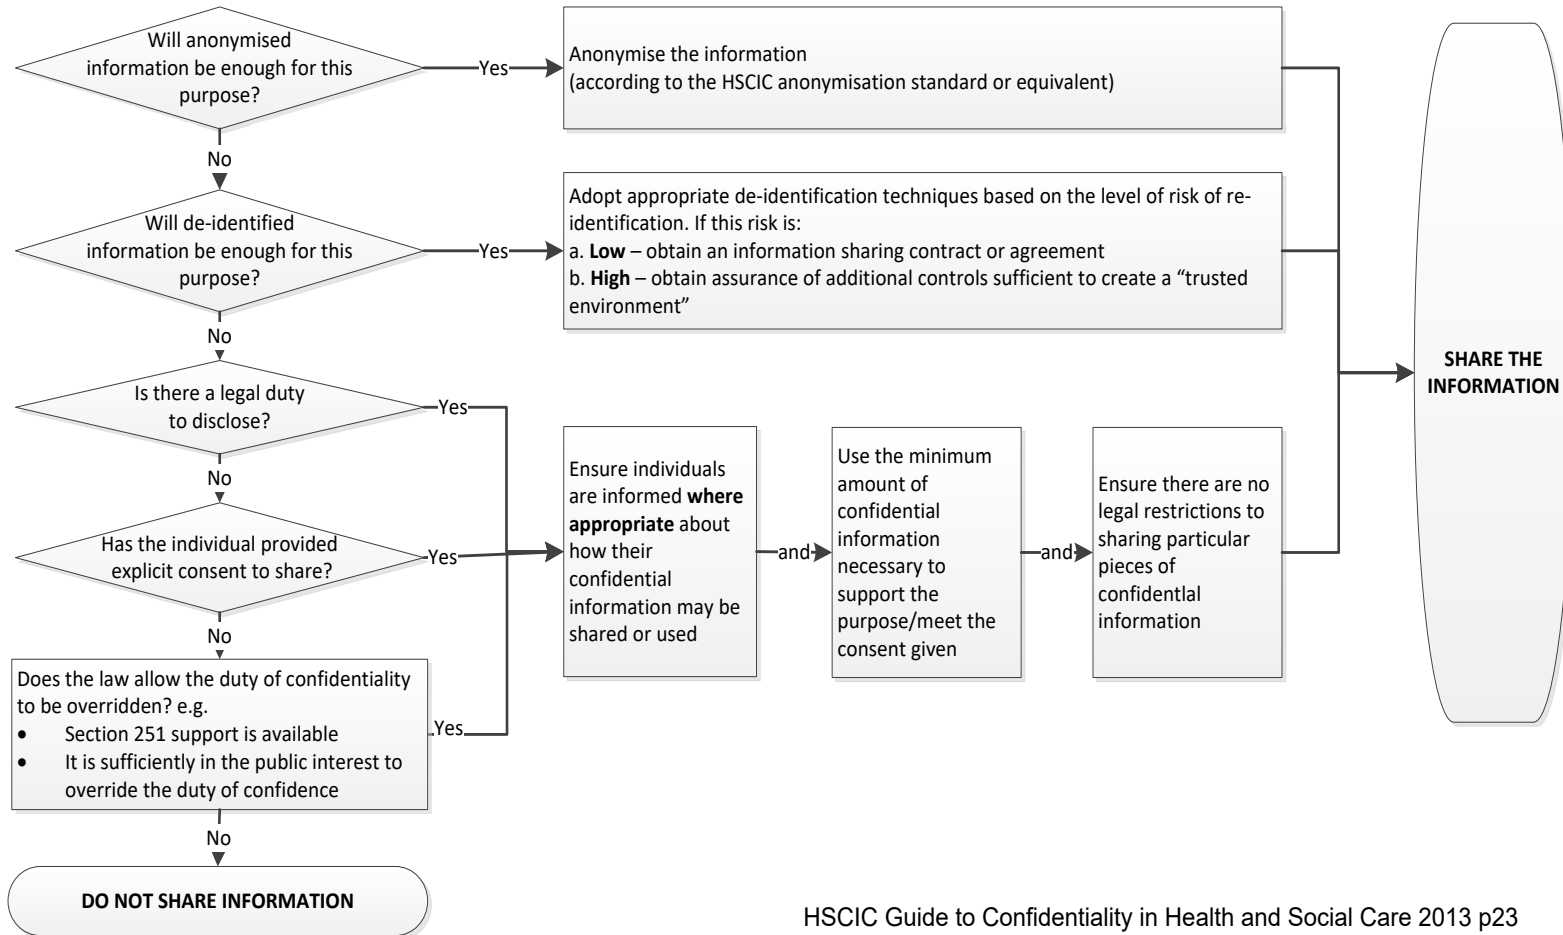 Will anonymised
information be enough for this
purpose?
Yes
Anonymise the information
(according to the HSCIC anonymisation standard or equivalent)
No
Will de-identified
information be enough for this
purpose?
Yes
Adopt appropriate de-identification techniques based on the level of risk of re-
identification. If this risk is:
a. Low – obtain an information sharing contract or agreement
b. High – obtain assurance of additional controls sufficient to create a “trusted
environment”
No
Is there a legal duty
to disclose?
Yes
No
Has the individual provided
explicit consent to share?
Yes
No
Does the law allow the duty of confidentiality
to be overridden? e.g.
• Section 251 support is available
• It is sufficiently in the public interest to
override the duty of confidence
Yes
No
DO NOT SHARE INFORMATION
Ensure individuals
are informed where
appropriate about
how their
confidential
information may be
shared or used
and
Use the minimum
amount of
confidential
information
necessary to
support the
purpose/meet the
consent given
and
Ensure there are no
legal restrictions to
sharing particular
pieces of
confidentlal
information
SHARE THE
INFORMATION
HSCIC Guide to Confidentiality in Health and Social Care 2013 p23